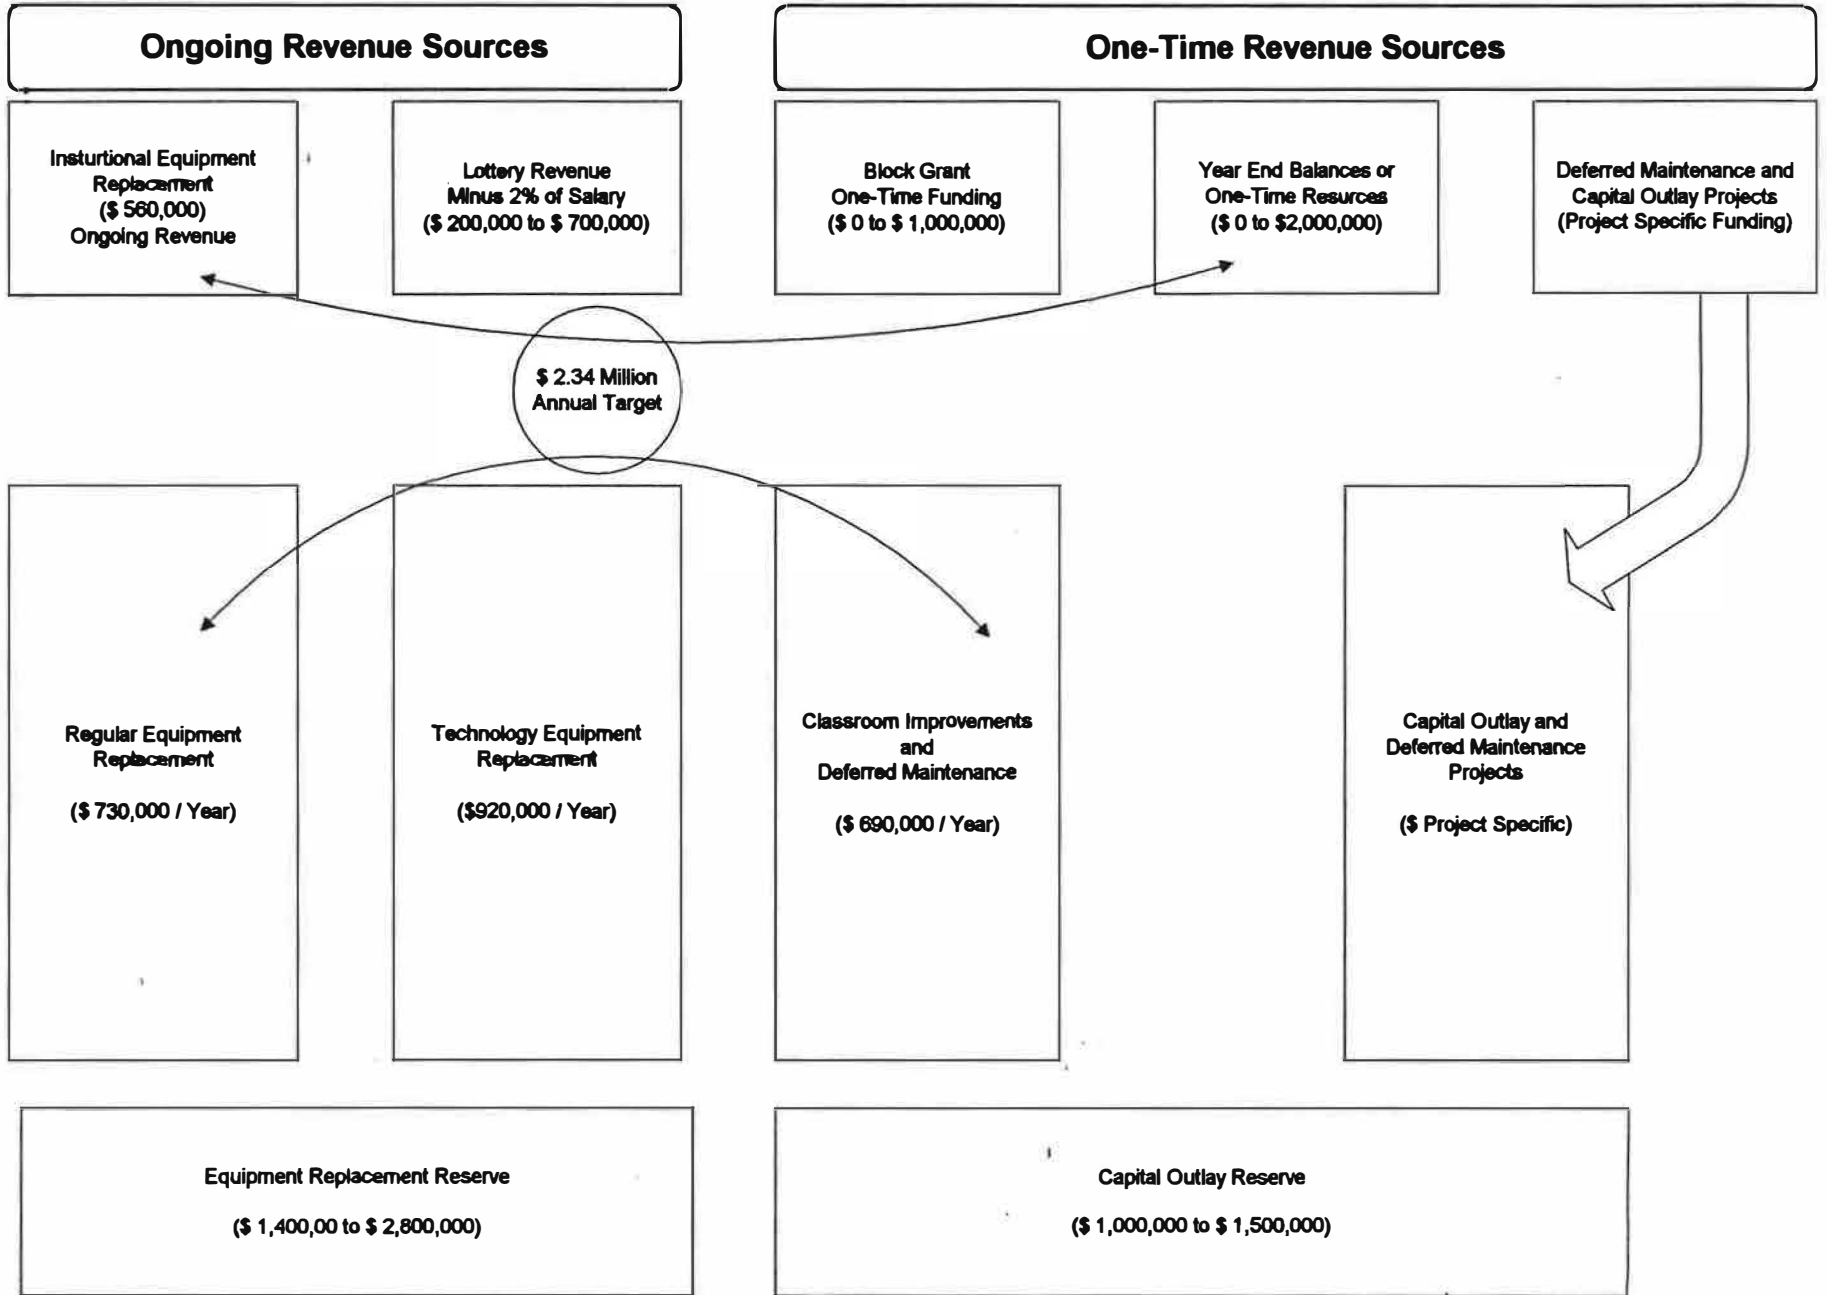 Ongoing Revenue Sources
One-Time Revenue Sources
Insturtional Equipment
Replacement
($ 560,000)
Ongoing Revenue
Lottery Revenue
Minus 2% of Salary
($ 200,000 to $ 700,000)
Block Grant
One-Time Funding
($ 0 to $ 1,000,000)
Year End Balances or
One-Time Resurces
($ 0 to $2,000,000)
Deferred Maintenance and
Capital Outlay Projects
(Project Specific Funding)
$ 2.34 Million
Annual Target
Regular Equipment
Replacement
($ 730,000 / Year)
Technology Equipment
Replacement
($920,000 / Year)
Classroom Improvements
and
Deferred Maintenance
($ 690,000 / Year)
Capital Outlay and
Deferred Maintenance
Projects
($ Project Specific)
Equipment Replacement Reserve
($ 1,400,00 to $ 2,800,000)
Capital Outlay Reserve
($ 1,000,000 to $ 1,500,000)